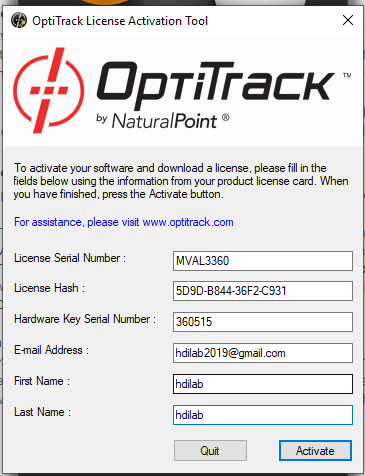 OptiTrack License Activation Tool
OPTITRACK ™
by NaturalPoint ®
To activate your software and download a license, please fill in the
fields below using the information from your product license card. When
you have finished, press the Activate button.
For assistance, please visit www.optitrack.com
License Serial Number : MVAL3360
License Hash : 5D9D-B844-36F2-C931
Hardware Key Serial Number : 360515
E-mail Address : hdilab2019@gmail.com
First Name : hdilab
Last Name : hdilab
Quit Activate